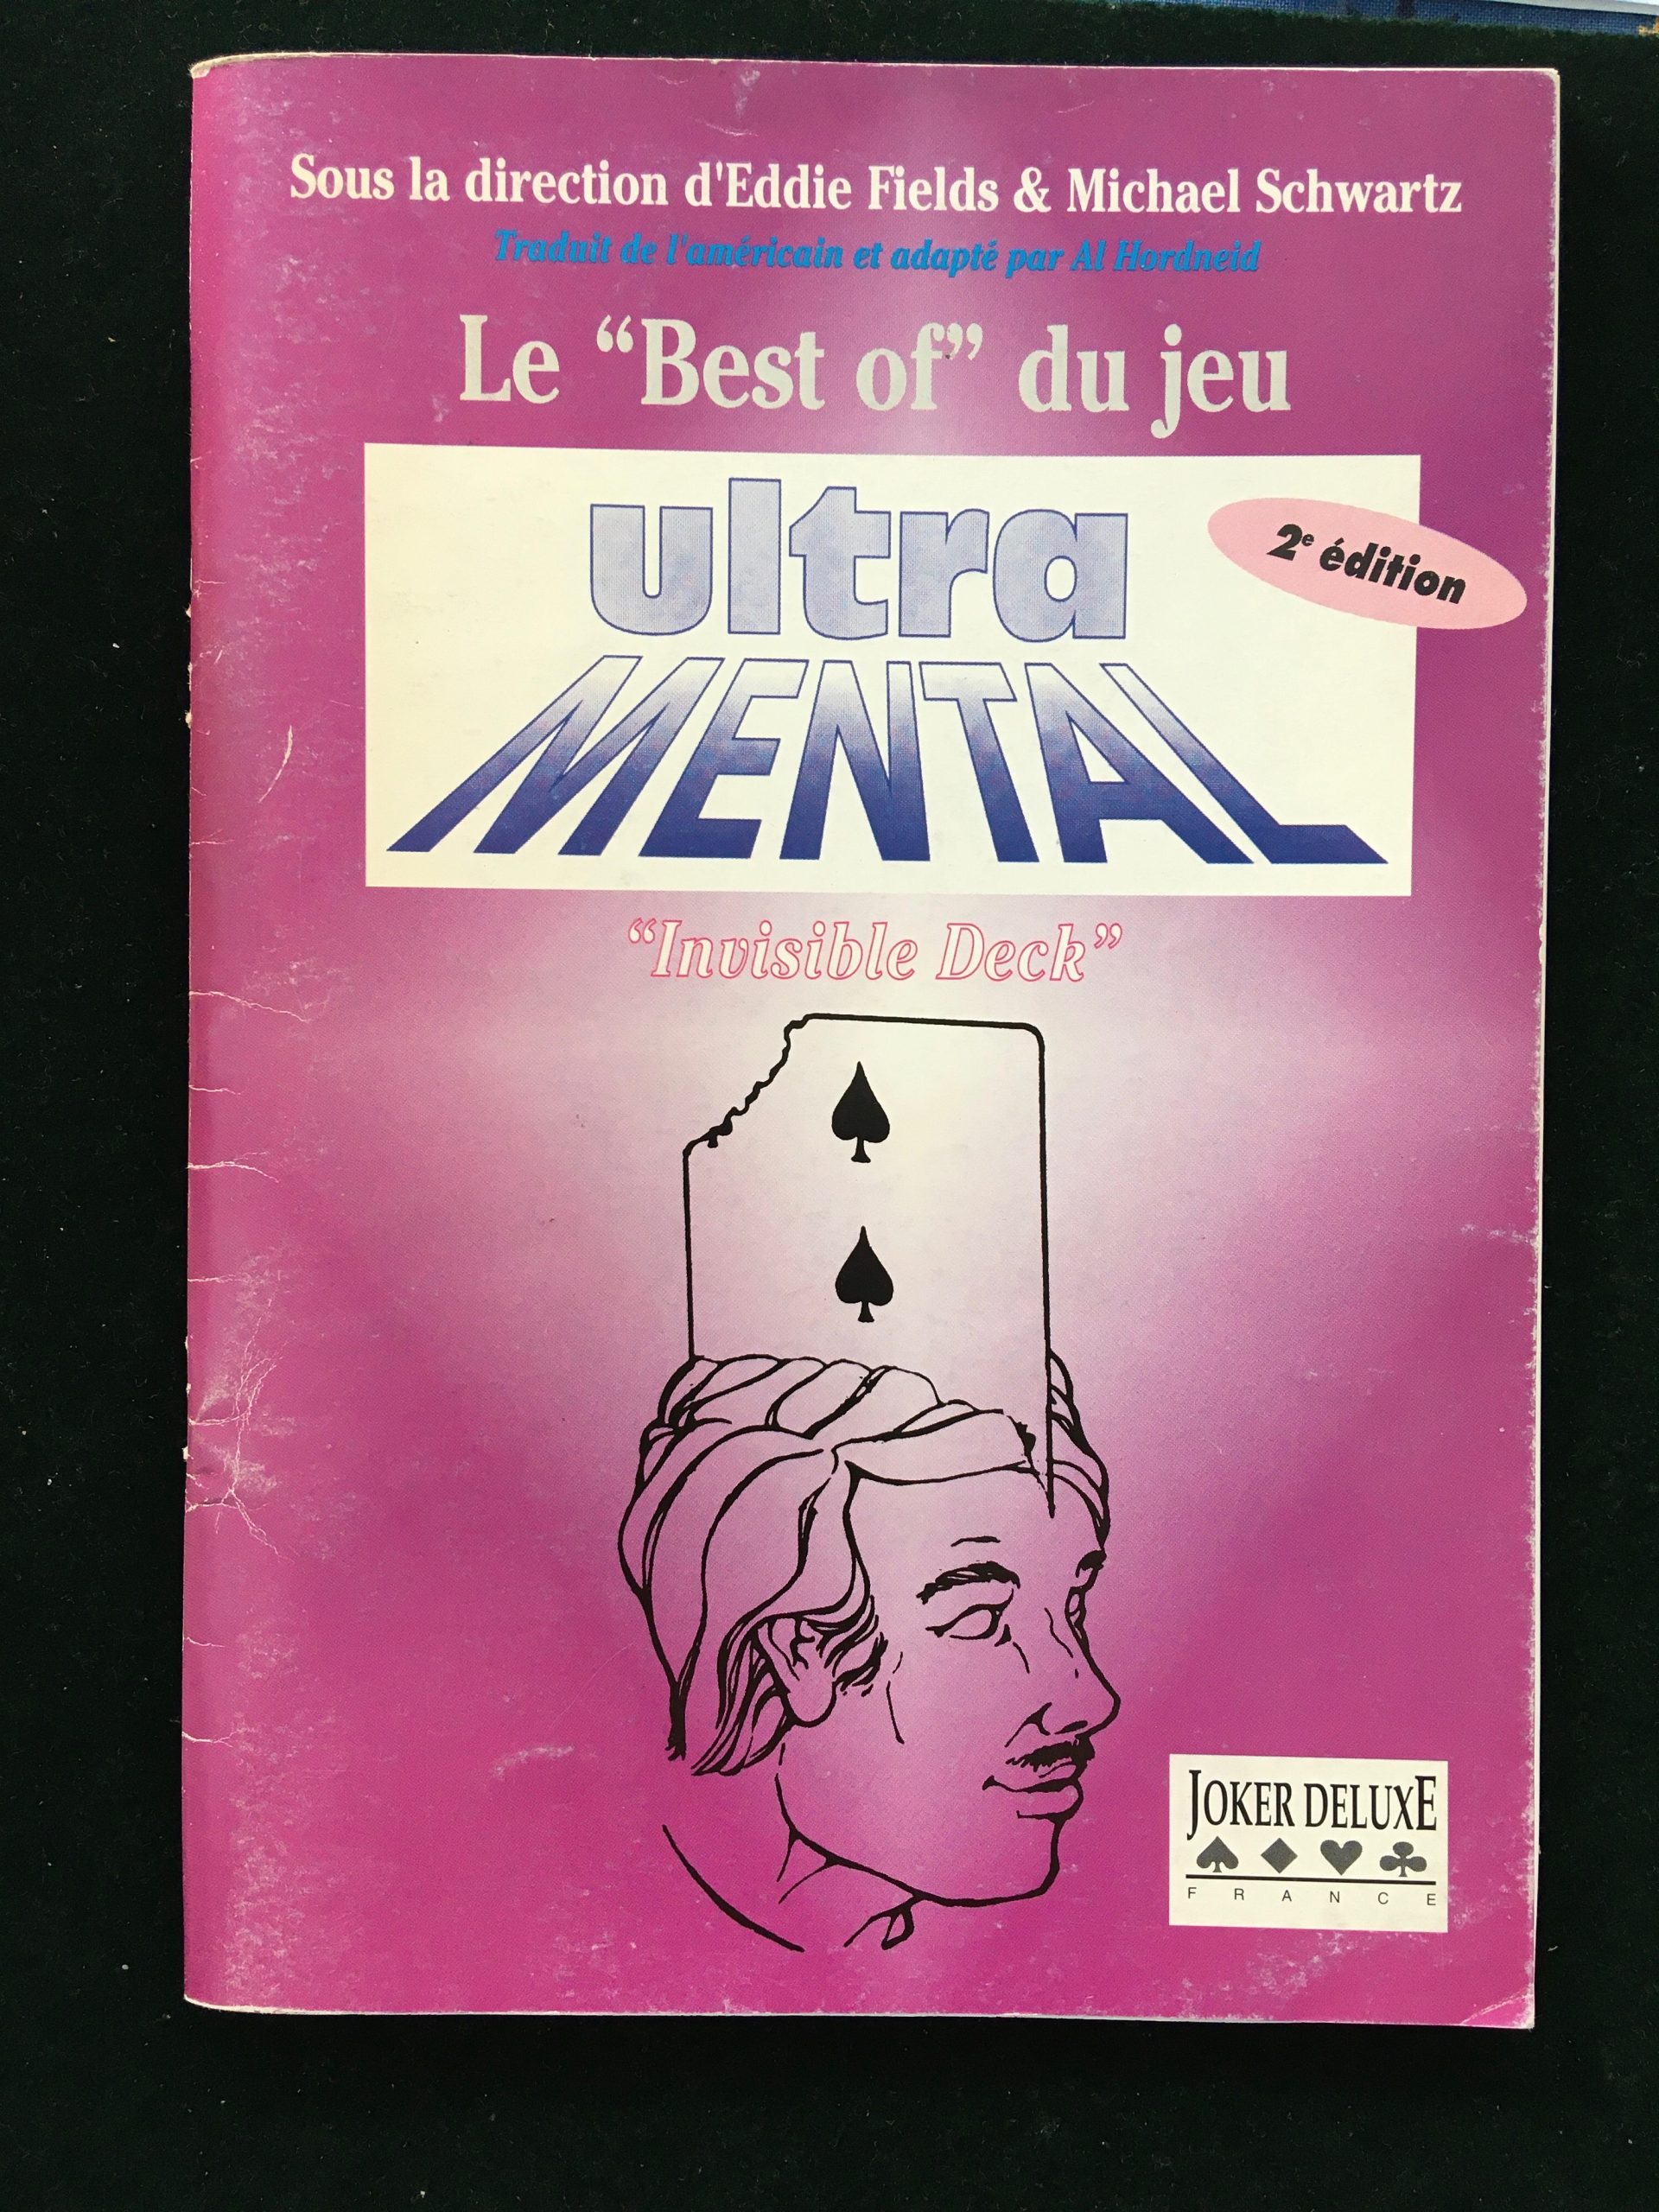 Sous la direction d'Eddie Fields & Michael Schwartz
Traduit de l'américain et adapté par Al Hordneid
Le “Best of” du jeu
ultra
MENTAL
2e édition
“Invisible Deck”
JOKER DELUXE
FRANCE